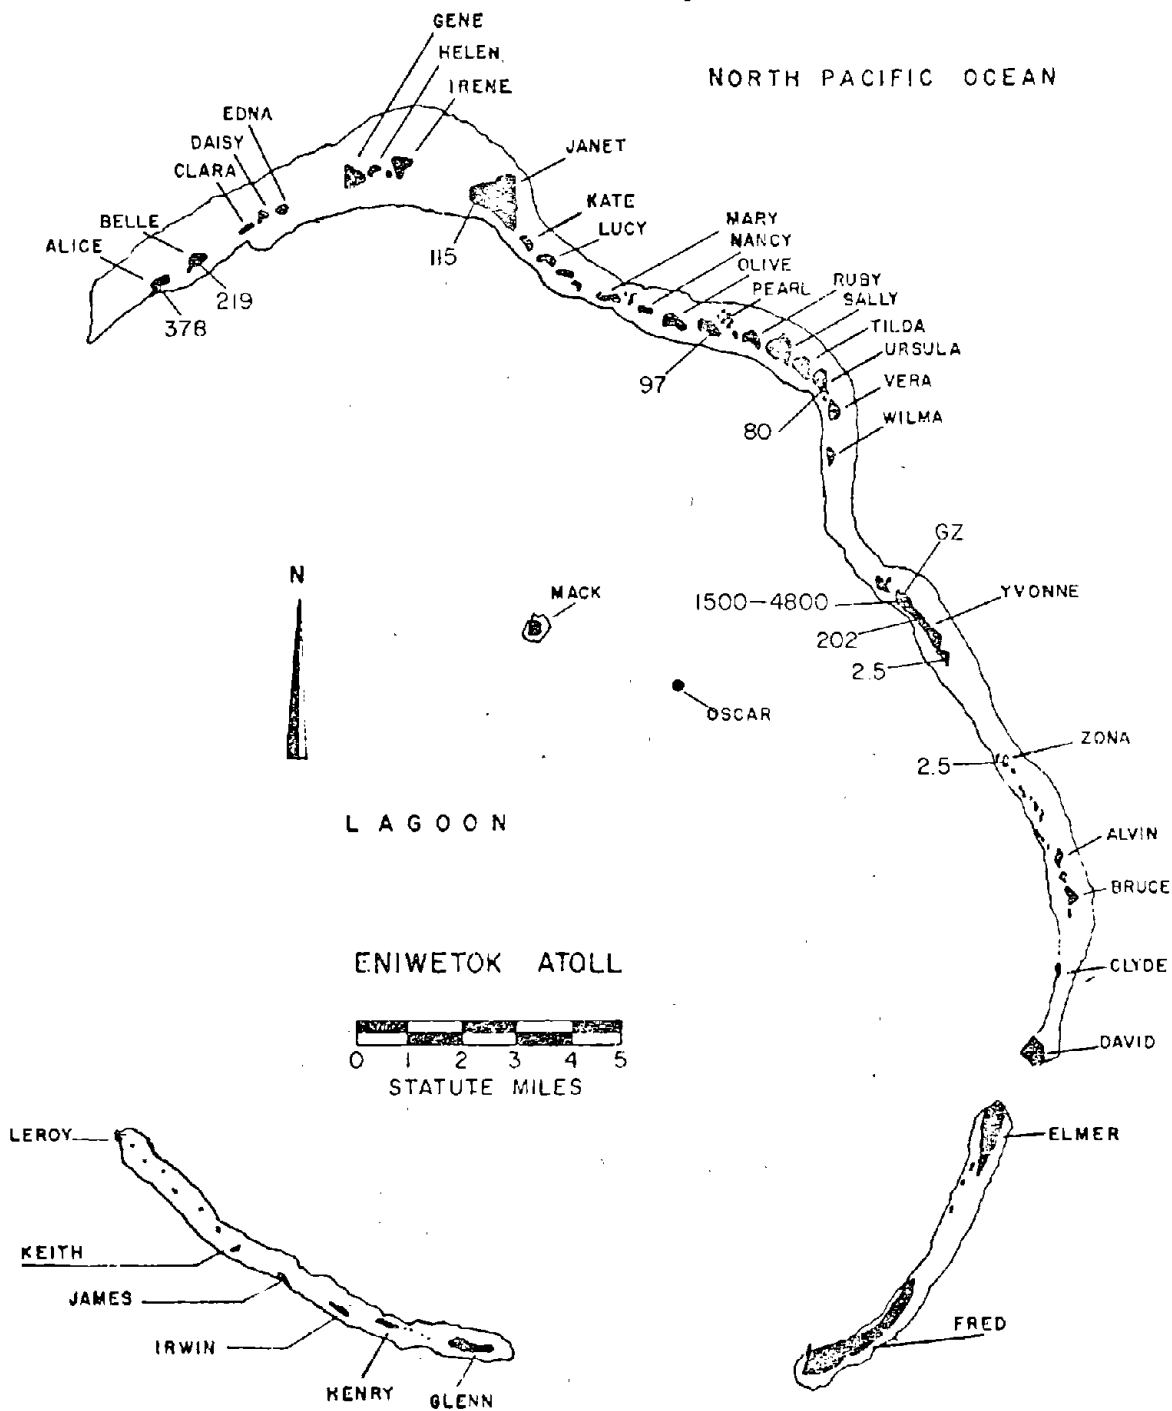 GENE
HELEN
IRENE
NORTH PACIFIC OCEAN
EDNA
DAISY
CLARA
JANET
BELLE
KATE
ALICE
LUCY
MARY
NANCY
OLIVE
PEARL
RUBY
SALLY
TILDA
URSULA
VERA
WILMA
115
219
378
97
80
GZ
N
MACK
1500-4800
YVONNE
202
2.5
OSCAR
ZONA
2.5
LAGOON
ALVIN
BRUCE
ENIWETOK ATOLL
CLYDE
DAVID
0 1 2 3 4 5
STATUTE MILES
LEROY
ELMER
KEITH
JAMES
FRED
IRWIN
HENRY
GLENN